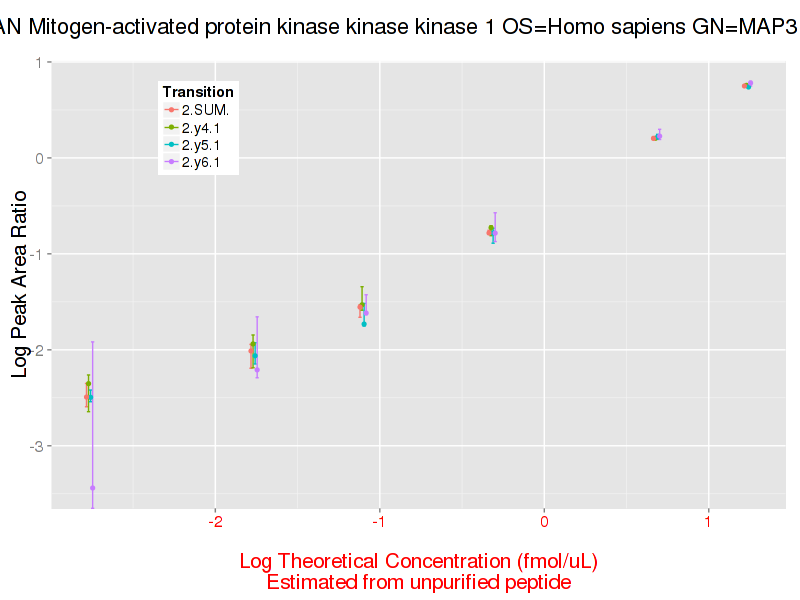 AN Mitogen-activated protein kinase kinase kinase 1 OS=Homo sapiens GN=MAP3
Transition
2.SUM.
2.y4.1
2.y5.1
2.y6.1
Log Peak Area Ratio
1
0
-1
-2
-3
-2
-1
0
1
Log Theoretical Concentration (fmol/uL)
Estimated from unpurified peptide